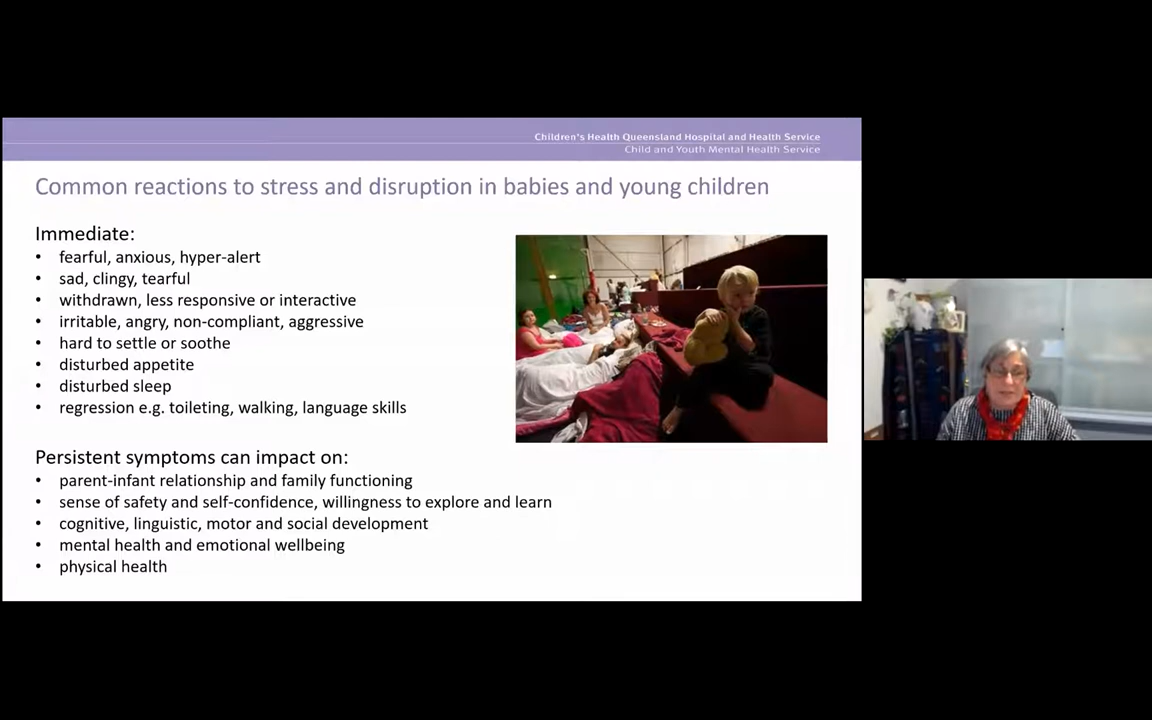 Children's Health Queensland Hospital and Health Service
Child and Youth Mental Health Service
Common reactions to stress and disruption in babies and young children
Immediate:
• fearful, anxious, hyper-alert
• sad, clingy, tearful
• withdrawn, less responsive or interactive
• irritable, angry, non-compliant, aggressive
• hard to settle or soothe
• disturbed appetite
• disturbed sleep
• regression e.g. toileting, walking, language skills
Persistent symptoms can impact on:
• parent-infant relationship and family functioning
• sense of safety and self-confidence, willingness to explore and learn
• cognitive, linguistic, motor and social development
• mental health and emotional wellbeing
• physical health